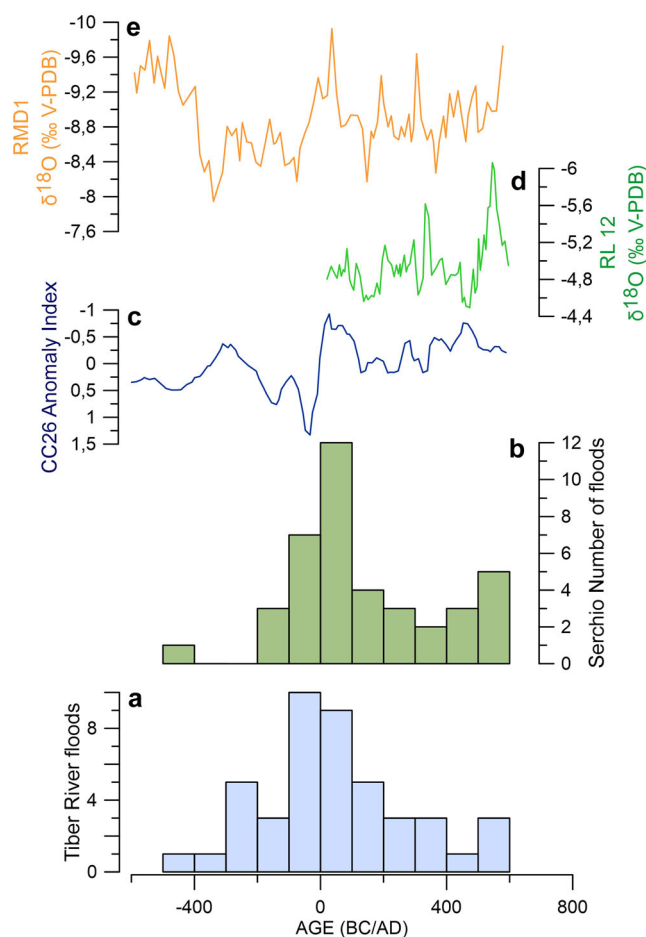 e
-10
-9,6
-9,2
-8,8
-8,4
-8
-7,6
RMD1
δ18O (‰ V-PDB)
d
-6
-5,6
-5,2
-4,8
-4,4
RL 12
δ18O (‰ V-PDB)
c
-1
-0,5
0
0,5
1
1,5
CC26 Anomaly Index
b
12
10
8
6
4
2
0
Serchio Number of floods
a
8
4
0
Tiber River floods
-400
0
400
800
AGE (BC/AD)